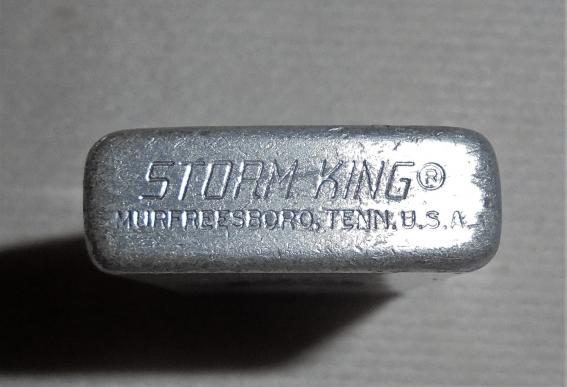 STORM KING®
MURFREESBORO, TENN. U.S.A.